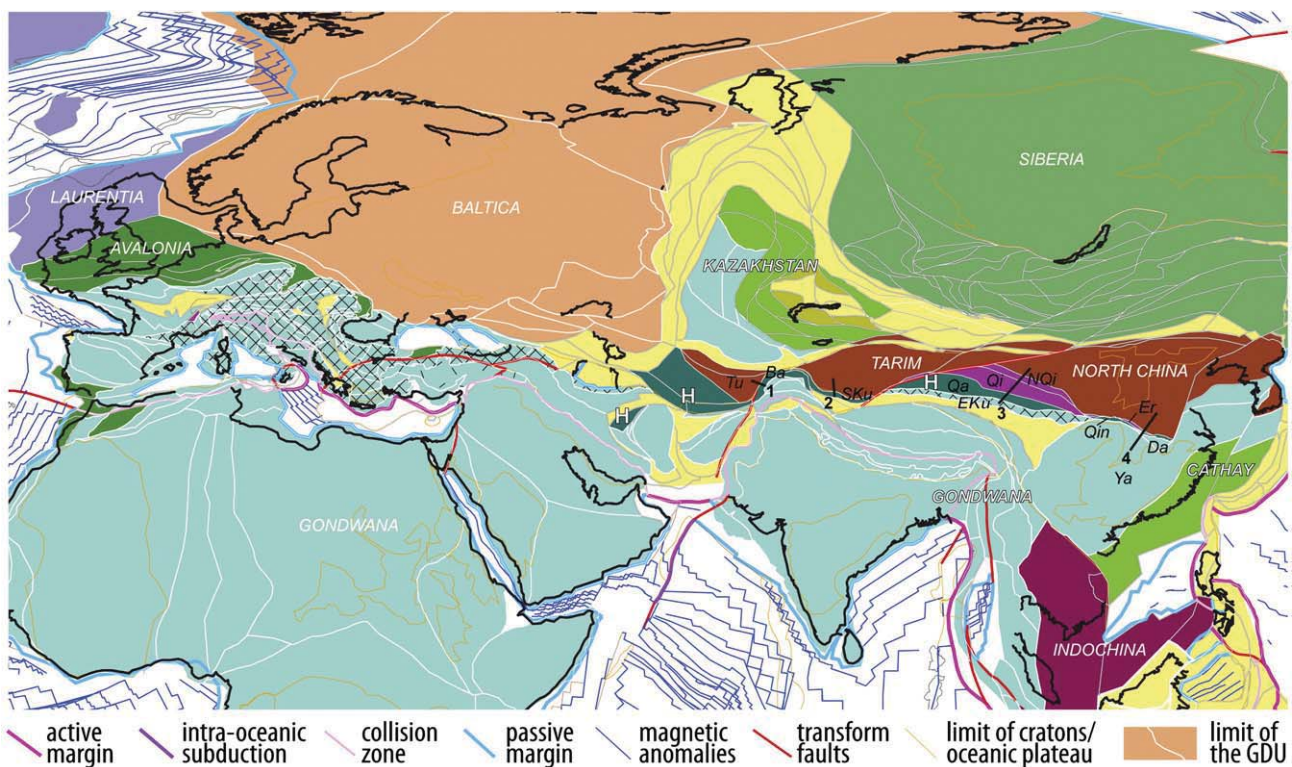 SIBERIA
LAURENTIA
BALTICA
AVALONIA
KAZAKHSTAN
TARIM
NORTH CHINA
Ba
Tu
1
H
H
H
2
SKu
Qa
Qi
NQi
EKu
3
Er
Qin
Da
4
Ya
CATHAY
GONDWANA
GONDWANA
INDOCHINA
active margin
intra-oceanic subduction
collision zone
passive margin
magnetic anomalies
transform faults
limit of cratons/ oceanic plateau
limit of the GDU